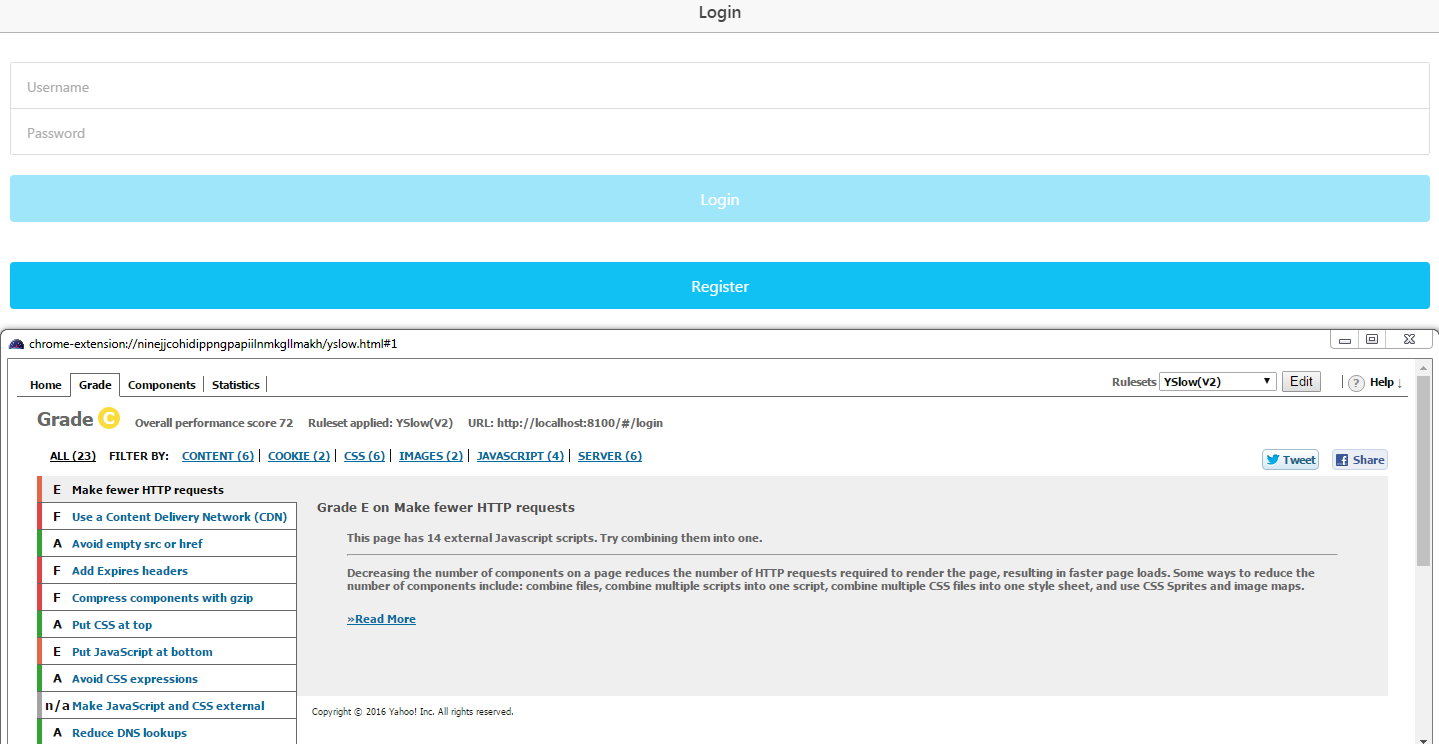 Login
Username
Password
Login
Register
chrome-extension://ninejjcohidippngpapiilnmkgllmakh/yslow.html#1
Home Grade Components Statistics Rulesets YSlow(V2) Edit ? Help ↓
Grade C Overall performance score 72 Ruleset applied: YSlow(V2) URL: http://localhost:8100/#/login
ALL (23) FILTER BY: CONTENT (6) COOKIE (2) CSS (6) IMAGES (2) JAVASCRIPT (4) SERVER (6) Tweet Share
E Make fewer HTTP requests
F Use a Content Delivery Network (CDN)
A Avoid empty src or href
F Add Expires headers
F Compress components with gzip
A Put CSS at top
E Put JavaScript at bottom
A Avoid CSS expressions
n/a Make JavaScript and CSS external
A Reduce DNS lookups
Grade E on Make fewer HTTP requests
This page has 14 external Javascript scripts. Try combining them into one.
Decreasing the number of components on a page reduces the number of HTTP requests required to render the page, resulting in faster page loads. Some ways to reduce the
number of components include: combine files, combine multiple scripts into one script, combine multiple CSS files into one style sheet, and use CSS Sprites and image maps.
»Read More
Copyright © 2016 Yahoo! Inc. All rights reserved.